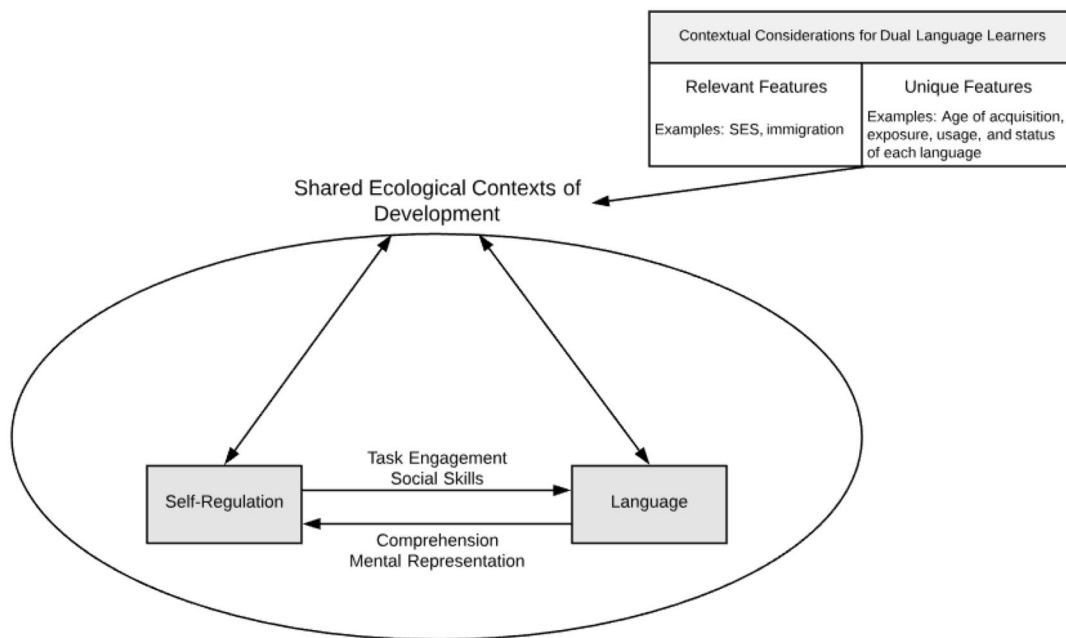 Contextual Considerations for Dual Language Learners
Relevant Features
Examples: SES, immigration
Unique Features
Examples: Age of acquisition,
exposure, usage, and status
of each language
Shared Ecological Contexts of
Development
Task Engagement
Social Skills
Self-Regulation
Language
Comprehension
Mental Representation